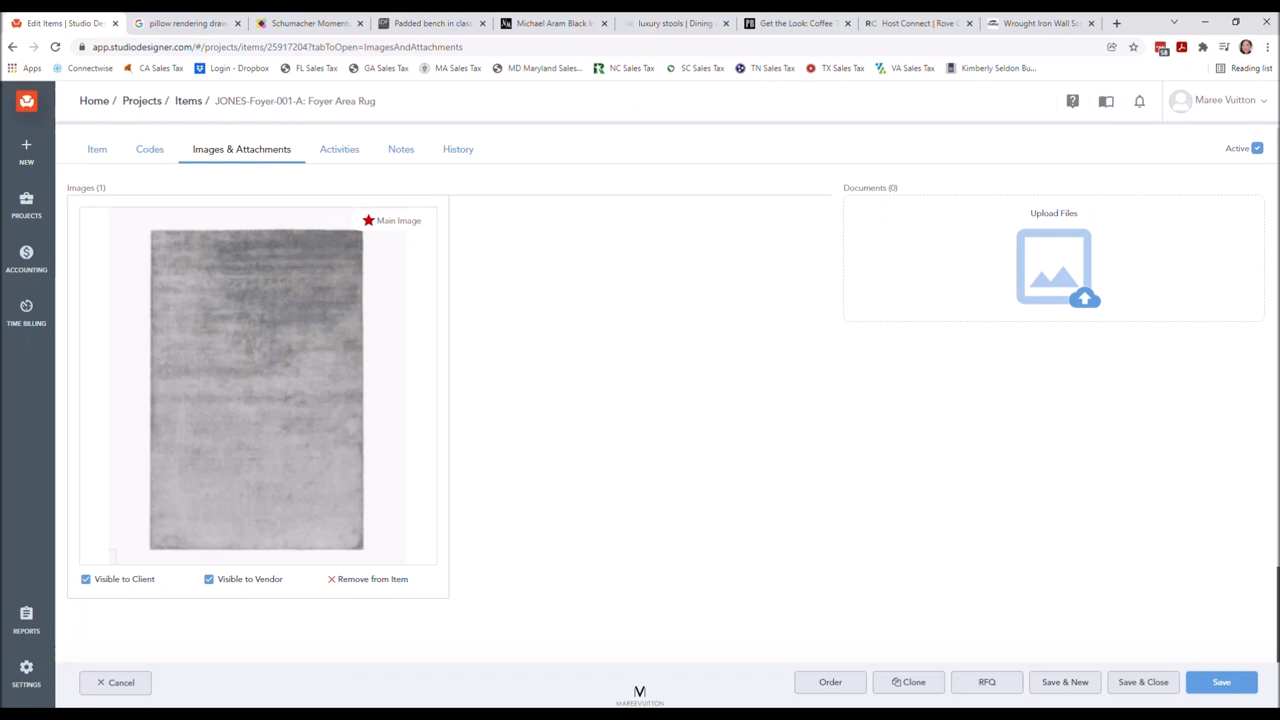 Edit Items | Studio Des
pillow rendering draw
Schumacher Moment
Padded bench in class
Michael Aram Black In
luxury stools | Dining
Get the Look: Coffee T
Host Connect | Rove C
Wrought Iron Wall Sc
app.studiodesigner.com/#/projects/items/25917204?tabToOpen=ImagesAndAttachments
58
Apps
Connectwise
CA Sales Tax
Login - Dropbox
FL Sales Tax
GA Sales Tax
MA Sales Tax
MD Maryland Sales...
NC Sales Tax
SC Sales Tax
TN Sales Tax
TX Sales Tax
VA Sales Tax
Kimberly Seldon Bu...
Reading list
Home / Projects / Items / JONES-Foyer-001-A: Foyer Area Rug
Maree Vuitton
NEW
PROJECTS
ACCOUNTING
TIME BILLING
REPORTS
SETTINGS
Item
Codes
Images & Attachments
Activities
Notes
History
Active
Images (1)
Documents (0)
Main Image
Upload Files
Visible to Client
Visible to Vendor
Remove from Item
Cancel
Order
Clone
RFQ
Save & New
Save & Close
Save
M
MAREEVUITTON